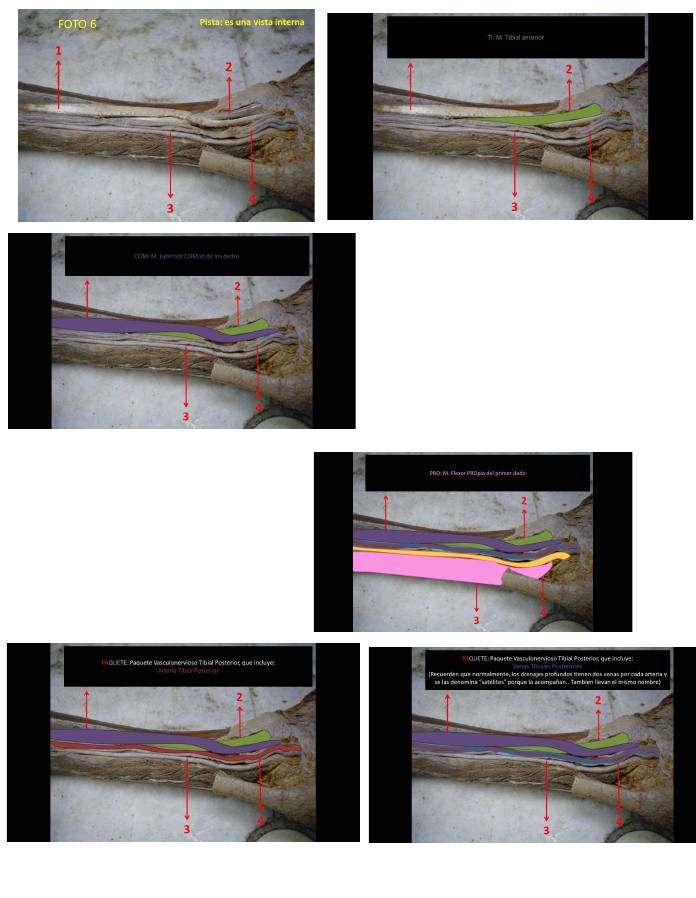 FOTO 6
Pista: es una vista interna
1
2
3
4
TI: M. Tibial anterior
2
3
4
COM: M. Extensor COMún de los dedos
2
3
4
PRO: M. Flexor PROpio del primer dedo
2
3
4
PAQUETE: Paquete Vasculonervioso Tibial Posterior, que incluye:
Arteria Tibial Posterior
2
3
4
PAQUETE: Paquete Vasculonervioso Tibial Posterior, que incluye:
Venas Tibiales Posteriores
(Recuerden que normalmente, los drenajes profundos tienen dos venas por cada arteria y
se las denomina "satélites" porque la acompañan.. Tambien llevan el mismo nombre)
2
3
4